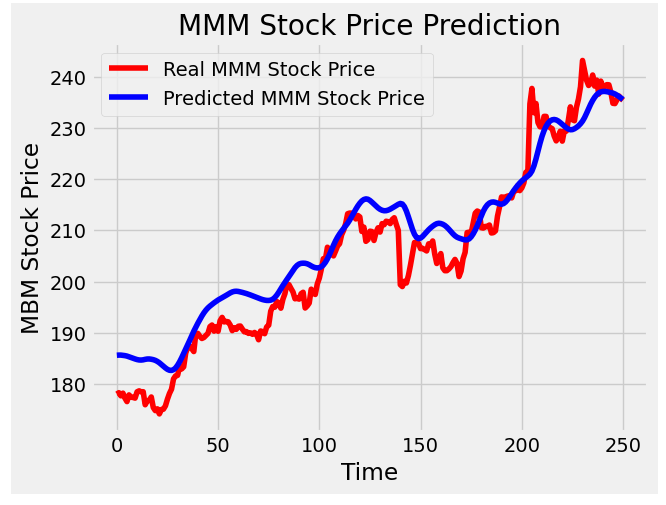 MMM Stock Price Prediction
Real MMM Stock Price
Predicted MMM Stock Price
MBM Stock Price
240
230
220
210
200
190
180
0 50 100 150 200 250
Time